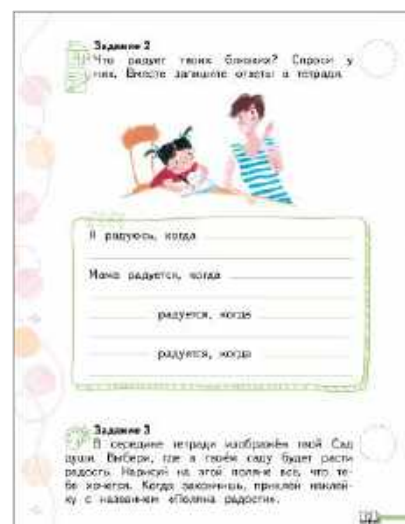 Задание 2
Что радует твоих близких? Спроси у
них. Вместе запишите ответы в тетради.
Я радуюсь, когда
Мама радуется, когда
радуется, когда
радуется, когда
Задание 3
В середине тетради изображён твой Сад
души. Выбери, где в твоём саду будет расти
радость. Нарисуй на этой поляне всё, что те-
бе хочется. Когда закончишь, приклей наклей-
ку с названием «Поляна радости».